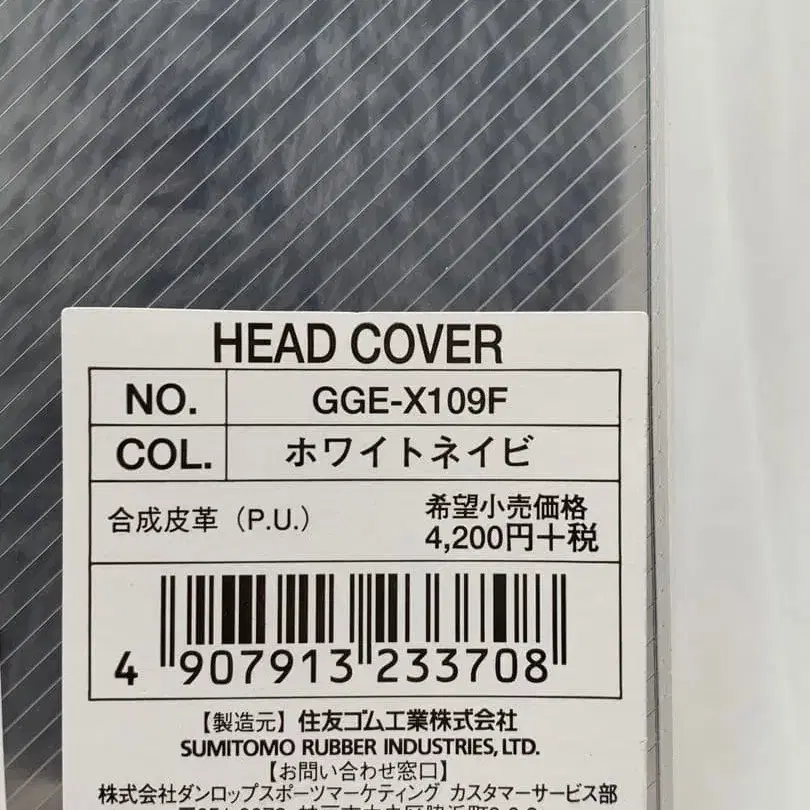 HEAD COVER
NO. GGE-X109F
COL. ホワイトネイビ
合成皮革（P.U.） 希望小売価格
4,200円＋税
4 907913 233708
【製造元】住友ゴム工業株式会社
SUMITOMO RUBBER INDUSTRIES, LTD.
【お問い合わせ窓口】
株式会社ダンロップスポーツマーケティング カスタマーサービス部